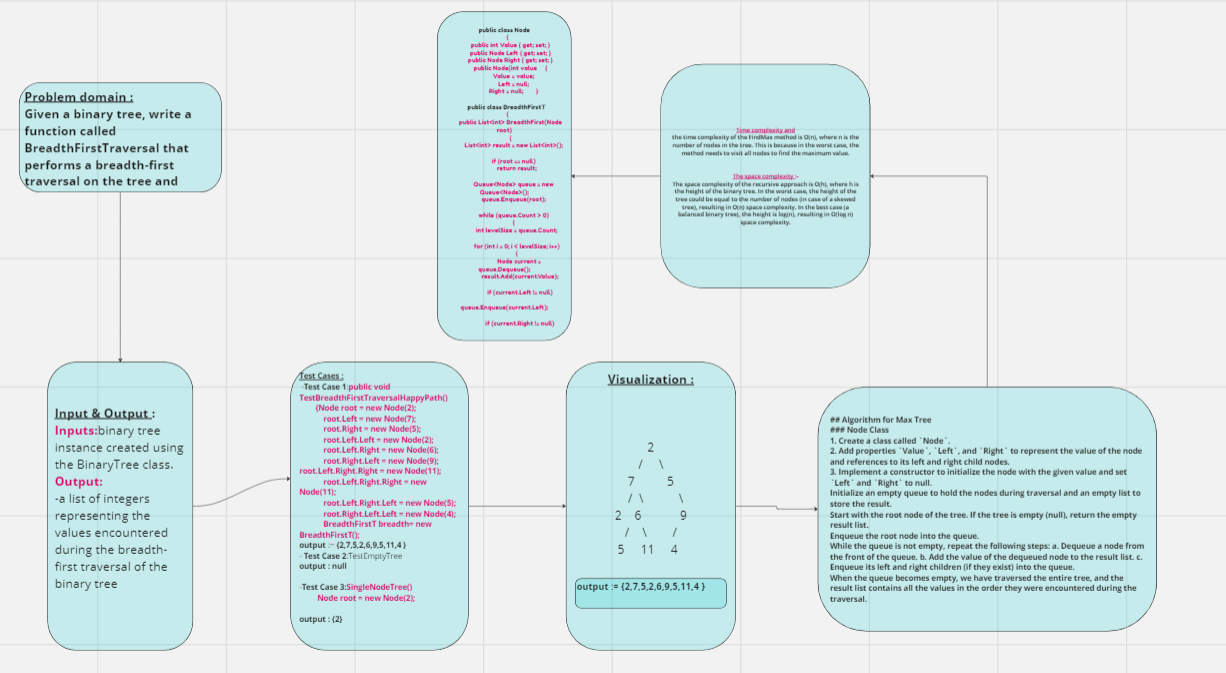 Problem domain :
Given a binary tree, write a
function called
BreadthFirstTraversal that
performs a breadth-first
traversal on the tree and
Input & Output :
Inputs:binary tree
instance created using
the BinaryTree class.
Output:
-a list of integers
representing the
values encountered
during the breadth-
first traversal of the
binary tree
Test Cases :
-Test Case 1:public void
TestBreadthFirstTraversalHappyPath()
{Node root = new Node(2);
root.Left = new Node(7);
root.Right = new Node(5);
root.Left.Left = new Node(2);
root.Left.Right = new Node(6);
root.Right.Left = new Node(9);
root.Left.Right.Right = new Node(11);
root.Left.Right.Right = new
Node(11);
root.Left.Right.Left = new Node(5);
root.Right.Left.Left = new Node(4);
BreadthFirstT breadth= new
BreadthFirstT();
output := {2,7,5,2,6,9,5,11,4 }
- Test Case 2:TestEmptyTree
output : null
-Test Case 3:SingleNodeTree()
Node root = new Node(2);
output : {2}
Visualization :
2
/ \
7 5
/ \ \
2 6 9
/ \ /
5 11 4
output := {2,7,5,2,6,9,5,11,4 }
## Algorithm for Max Tree
### Node Class
1. Create a class called `Node`.
2. Add properties `Value`, `Left`, and `Right` to represent the value of the node
and references to its left and right child nodes.
3. Implement a constructor to initialize the node with the given value and set
`Left` and `Right` to null.
Initialize an empty queue to hold the nodes during traversal and an empty list to
store the result.
Start with the root node of the tree. If the tree is empty (null), return the empty
result list.
Enqueue the root node into the queue.
While the queue is not empty, repeat the following steps: a. Dequeue a node from
the front of the queue. b. Add the value of the dequeued node to the result list. c.
Enqueue its left and right children (if they exist) into the queue.
When the queue becomes empty, we have traversed the entire tree, and the
result list contains all the values in the order they were encountered during the
traversal.
Time complexity and
the time complexity of the FindMax method is O(n), where n is the
number of nodes in the tree. This is because in the worst case, the
method needs to visit all nodes to find the maximum value.
The space complexity :-
The space complexity of the recursive approach is O(h), where h is
the height of the binary tree. In the worst case, the height of the
tree could be equal to the number of nodes (in case of a skewed
tree), resulting in O(n) space complexity. In the best case (a
balanced binary tree), the height is log(n), resulting in O(log n)
space complexity.
public class Node
{
public int Value { get; set; }
public Node Left { get; set; }
public Node Right { get; set; }
public Node(int value {
Value = value;
Left = null;
Right = null; }
public class BreadthFirstT
{
public List<int> BreadthFirst(Node
root)
{
List<int> result = new List<int>();
if (root == null)
return result;
Queue<Node> queue = new
Queue<Node>();
queue.Enqueue(root);
while (queue.Count > 0)
{
int levelSize = queue.Count;
for (int i = 0; i < levelSize; i++)
{
Node current =
queue.Dequeue();
result.Add(current.Value);
if (current.Left != null)
queue.Enqueue(current.Left);
if (current.Right != null)